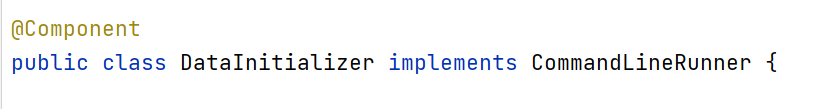 @Component
public class DataInitializer implements CommandLineRunner {